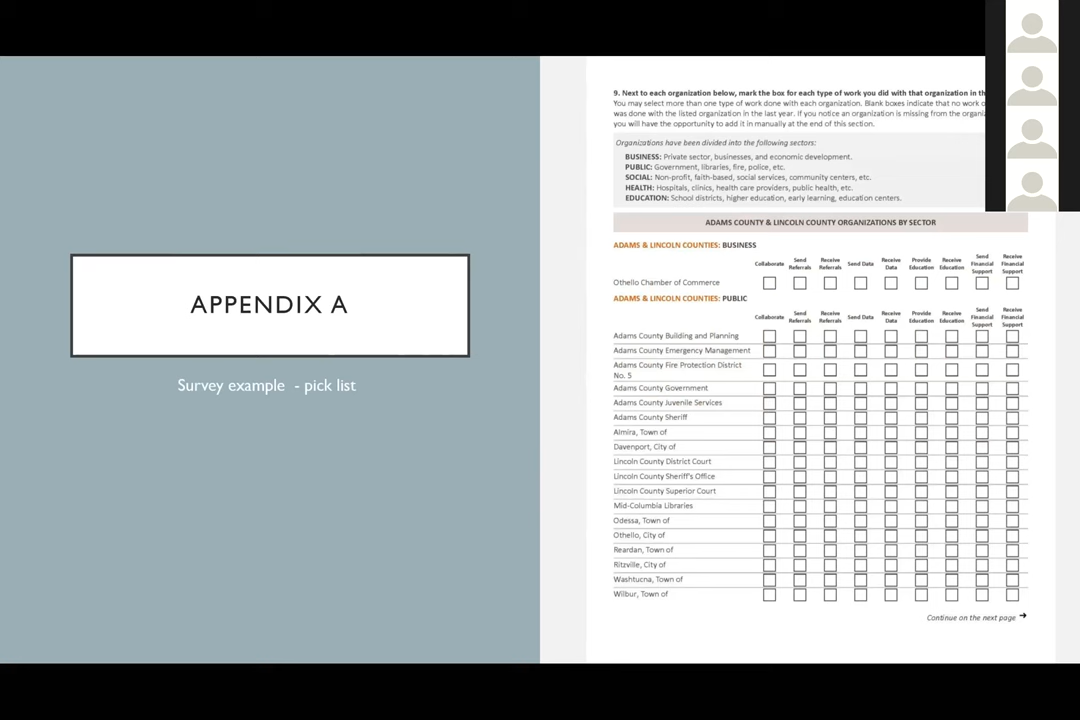 APPENDIX A
Survey example - pick list
9. Next to each organization below, mark the box for each type of work you did with that organization in th
You may select more than one type of work done with each organization. Blank boxes indicate that no work o
was done with the listed organization in the last year. If you notice an organization is missing from the organi
you will have the opportunity to add it in manually at the end of this section.
Organizations have been divided into the following sectors:
BUSINESS: Private sector, businesses, and economic development.
PUBLIC: Government, libraries, fire, police, etc.
SOCIAL: Non-profit, faith-based, social services, community centers, etc.
HEALTH: Hospitals, clinics, health care providers, public health, etc.
EDUCATION: School districts, higher education, early learning, education centers.
ADAMS COUNTY & LINCOLN COUNTY ORGANIZATIONS BY SECTOR
ADAMS & LINCOLN COUNTIES: BUSINESS
Collaborate Send Referrals Receive Referrals Send Data Receive Data Provide Education Receive Education Send Financial Support Receive Financial Support
Othello Chamber of Commerce
ADAMS & LINCOLN COUNTIES: PUBLIC
Collaborate Send Referrals Receive Referrals Send Data Receive Data Provide Education Receive Education Send Financial Support Receive Financial Support
Adams County Building and Planning
Adams County Emergency Management
Adams County Fire Protection District
No. 5
Adams County Government
Adams County Juvenile Services
Adams County Sheriff
Almira, Town of
Davenport, City of
Lincoln County District Court
Lincoln County Sheriff's Office
Lincoln County Superior Court
Mid-Columbia Libraries
Odessa, Town of
Othello, City of
Reardan, Town of
Ritzville, City of
Washtucna, Town of
Wilbur, Town of
Continue on the next page →